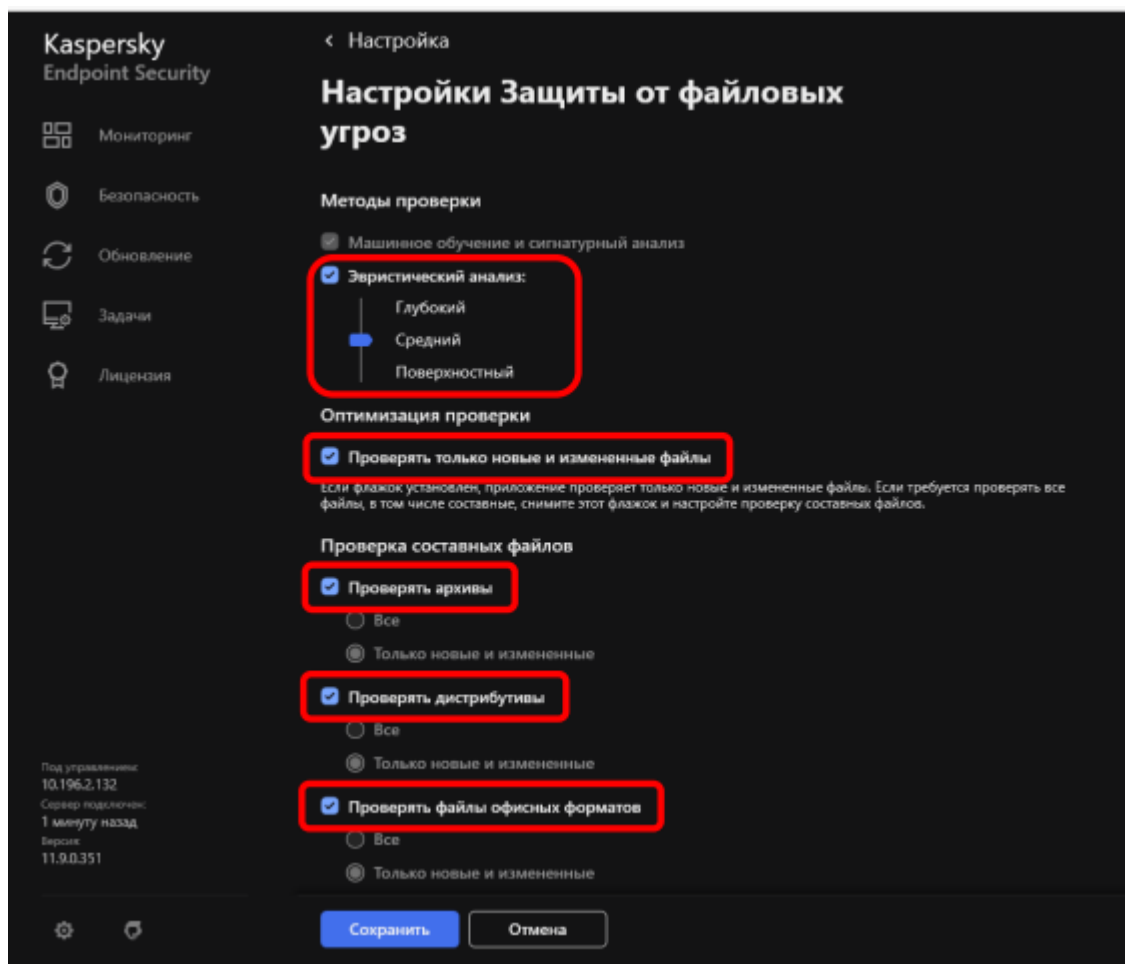 Kaspersky
Endpoint Security
Мониторинг
Безопасность
Обновление
Задачи
Лицензия
Под управлением:
10.196.2.132
Сервер подключен:
1 минуту назад
Версия:
11.9.0.351
< Настройка
Настройки Защиты от файловых
угроз
Методы проверки
Машинное обучение и сигнатурный анализ
Эвристический анализ:
Глубокий
Средний
Поверхностный
Оптимизация проверки
Проверять только новые и измененные файлы
Если флажок установлен, приложение проверяет только новые и измененные файлы. Если требуется проверять все
файлы, в том числе составные, снимите этот флажок и настройте проверку составных файлов.
Проверка составных файлов
Проверять архивы
Все
Только новые и измененные
Проверять дистрибутивы
Все
Только новые и измененные
Проверять файлы офисных форматов
Все
Только новые и измененные
Сохранить
Отмена